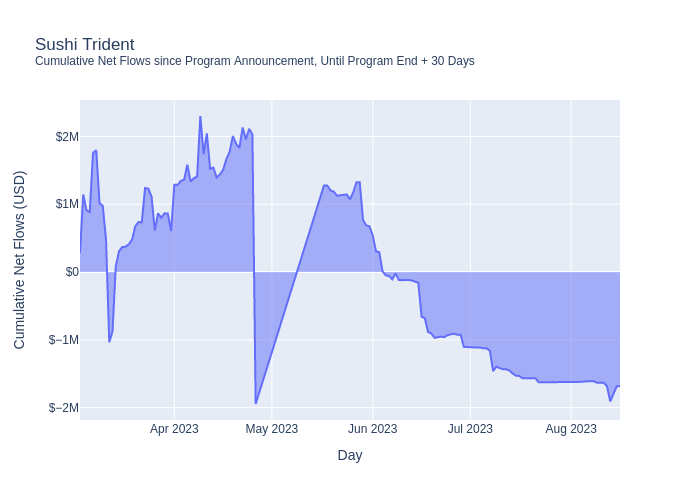 Sushi Trident
Cumulative Net Flows since Program Announcement, Until Program End + 30 Days
Cumulative Net Flows (USD)
$2M
$1M
$0
$−1M
$−2M
Apr 2023
May 2023
Jun 2023
Jul 2023
Aug 2023
Day